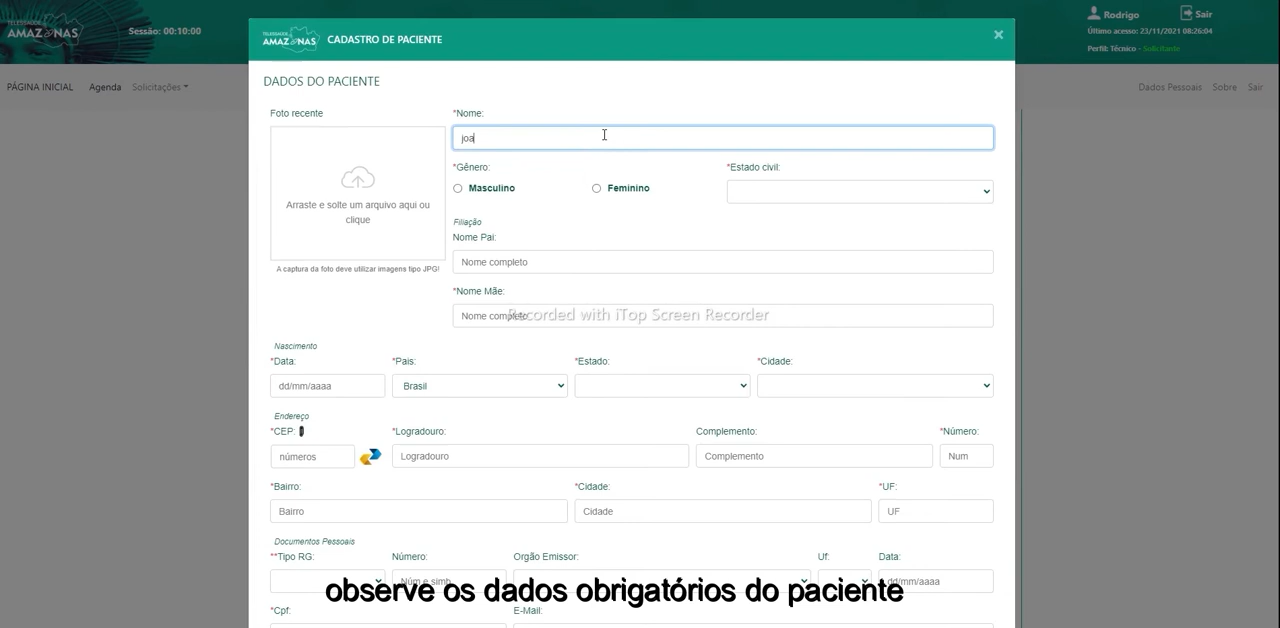 TELESSAÚDE
AMAZONAS
Sessão: 00:10:00
Rodrigo
Sair
Último acesso: 23/11/2021 08:26:04
Perfil: Técnico - Solicitante
TELESSAÚDE
AMAZONAS
CADASTRO DE PACIENTE
×
PÁGINA INICIAL Agenda Solicitações
Dados Pessoais Sobre Sair
DADOS DO PACIENTE
Foto recente
Arraste e solte um arquivo aqui ou
clique
A captura da foto deve utilizar imagens tipo JPG!
*Nome:
joa
*Gênero:
Masculino Feminino
*Estado civil:
Filiação
Nome Pai:
Nome completo
*Nome Mãe:
Nome completo
Recorded with iTop Screen Recorder
Nascimento
*Data: *Pais: *Estado: *Cidade:
dd/mm/aaaa Brasil
Endereço
*CEP: *Logradouro: Complemento: *Número:
números Logradouro Complemento Num
*Bairro: *Cidade: *UF:
Bairro Cidade UF
Documentos Pessoais
**Tipo RG: Número: Orgão Emissor: Uf: Data:
Núm e simb. dd/mm/aaaa
observe os dados obrigatórios do paciente
*Cpf: E-Mail: